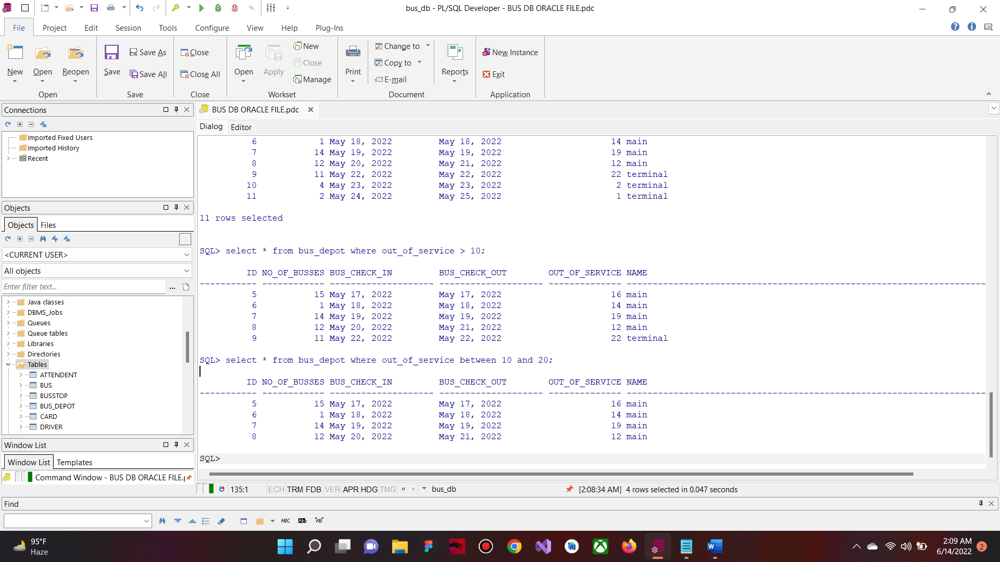 bus_db - PL/SQL Developer - BUS DB ORACLE FILE.pdc
File Project Edit Session Tools Configure View Help Plug-Ins
New Open Reopen Save Save As Save All Close Close All Open Apply New Close Manage Print Change to Copy to E-mail Reports New Instance Exit
Open Save Close Workset Document Application
Connections
Imported Fixed Users
Imported History
Recent
Objects
Objects Files
<CURRENT USER>
All objects
Enter filter text... ...
Java classes
DBMS_Jobs
Queues
Queue tables
Libraries
Directories
Tables
ATTENDENT
BUS
BUSSTOP
BUS_DEPOT
CARD
DRIVER
Window List
Window List Templates
Command Window - BUS DB ORACLE FILE.p
BUS DB ORACLE FILE.pdc
Dialog Editor
6 1 May 18, 2022 May 18, 2022 14 main
7 14 May 19, 2022 May 19, 2022 19 main
8 12 May 20, 2022 May 21, 2022 12 main
9 11 May 22, 2022 May 22, 2022 22 terminal
10 4 May 23, 2022 May 23, 2022 2 terminal
11 2 May 24, 2022 May 25, 2022 1 terminal
11 rows selected
SQL> select * from bus_depot where out_of_service > 10;
ID NO_OF_BUSSES BUS_CHECK_IN BUS_CHECK_OUT OUT_OF_SERVICE NAME
5 15 May 17, 2022 May 17, 2022 16 main
6 1 May 18, 2022 May 18, 2022 14 main
7 14 May 19, 2022 May 19, 2022 19 main
8 12 May 20, 2022 May 21, 2022 12 main
9 11 May 22, 2022 May 22, 2022 22 terminal
SQL> select * from bus_depot where out_of_service between 10 and 20;
ID NO_OF_BUSSES BUS_CHECK_IN BUS_CHECK_OUT OUT_OF_SERVICE NAME
5 15 May 17, 2022 May 17, 2022 16 main
6 1 May 18, 2022 May 18, 2022 14 main
7 14 May 19, 2022 May 19, 2022 19 main
8 12 May 20, 2022 May 21, 2022 12 main
SQL>
135:1 ECH TRM FDB VER APR HDG TMG bus_db [2:08:34 AM] 4 rows selected in 0.047 seconds
Find
ABC "AB"
95°F
Haze
2:09 AM
6/14/2022
2